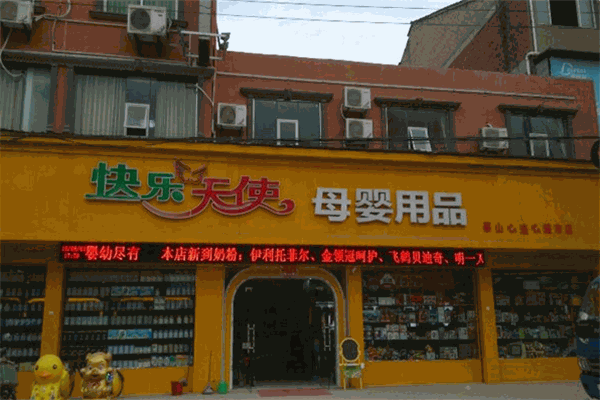 快乐天使 母婴用品
婴幼尽有 本店新到奶粉：伊利托菲尔、金领冠呵护、飞鹤贝迪奇、明一